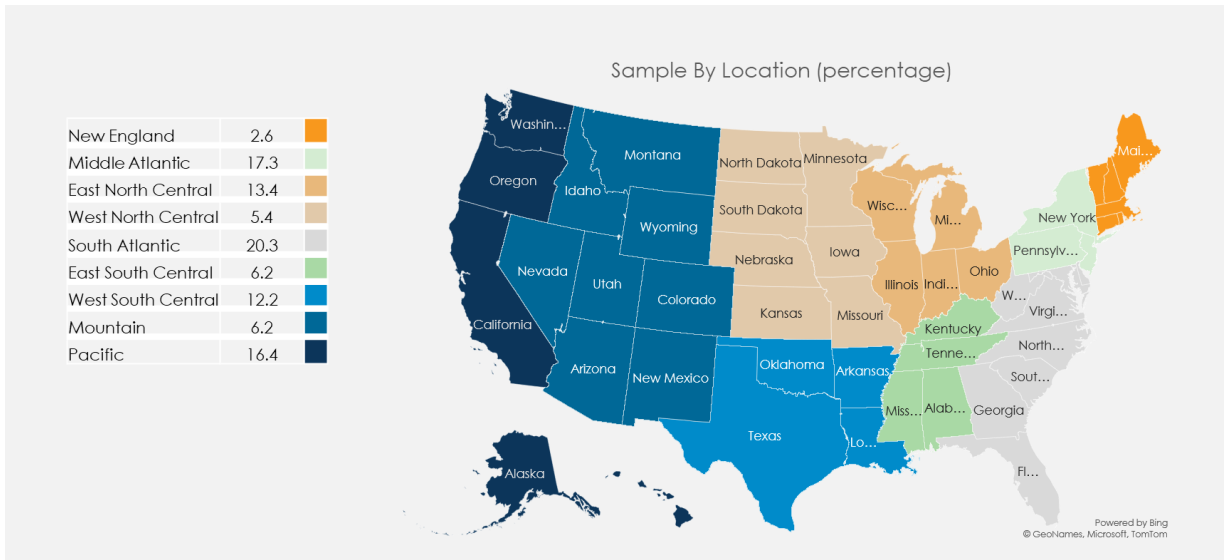 Sample By Location (percentage)
New England 2.6
Middle Atlantic 17.3
East North Central 13.4
West North Central 5.4
South Atlantic 20.3
East South Central 6.2
West South Central 12.2
Mountain 6.2
Pacific 16.4
Washin...
Montana
North Dakota
Minnesota
Mai...
Oregon
Idaho
South Dakota
Wisc...
Mi...
New York
Wyoming
Pennsylv...
Nebraska
Iowa
Nevada
Utah
Colorado
Illinois
Indi...
Ohio
W...
Virgi...
California
Kansas
Missouri
Kentucky
North...
Tenne...
Arizona
New Mexico
Oklahoma
Arkansas
Sout...
Miss...
Alab...
Georgia
Texas
Lo...
Fl...
Alaska
Powered by Bing
© GeoNames, Microsoft, TomTom